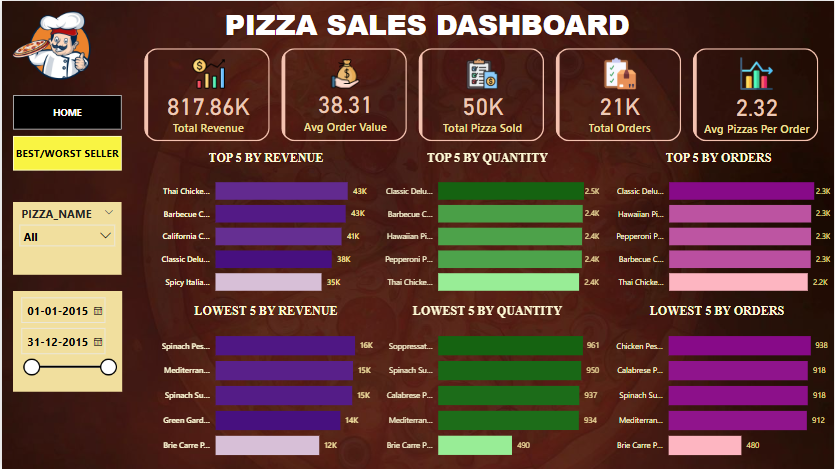 PIZZA SALES DASHBOARD
817.86K
Total Revenue
38.31
Avg Order Value
50K
Total Pizza Sold
21K
Total Orders
2.32
Avg Pizzas Per Order
HOME
BEST/WORST SELLER
PIZZA_NAME
All
01-01-2015
31-12-2015
TOP 5 BY REVENUE
Thai Chicke... 43K
Barbecue C... 43K
California C... 41K
Classic Delu... 38K
Spicy Italia... 35K
TOP 5 BY QUANTITY
Classic Delu... 2.5K
Barbecue C... 2.4K
Hawaiian Pi... 2.4K
Pepperoni P... 2.4K
Thai Chicke... 2.4K
TOP 5 BY ORDERS
Classic Delu... 2.3K
Hawaiian Pi... 2.3K
Pepperoni P... 2.3K
Barbecue C... 2.3K
Thai Chicke... 2.2K
LOWEST 5 BY REVENUE
Spinach Pes... 16K
Mediterran... 15K
Spinach Su... 15K
Green Gard... 14K
Brie Carre P... 12K
LOWEST 5 BY QUANTITY
Soppressat... 961
Spinach Su... 950
Calabrese P... 937
Mediterran... 934
Brie Carre P... 490
LOWEST 5 BY ORDERS
Chicken Pes... 938
Calabrese P... 918
Spinach Su... 918
Mediterran... 912
Brie Carre P... 480